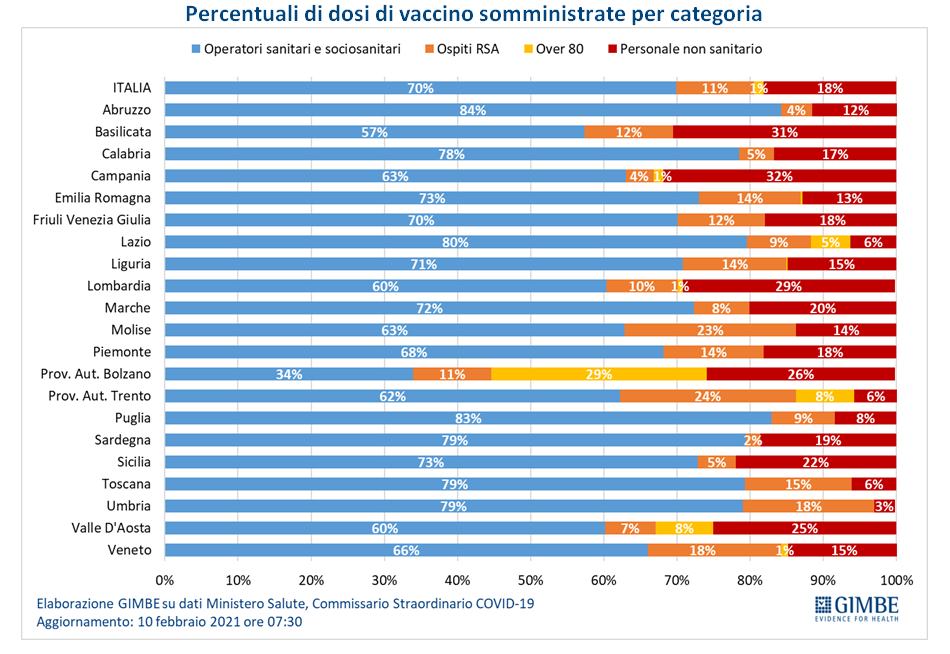 Percentuali di dosi di vaccino somministrate per categoria
Operatori sanitari e sociosanitari Ospiti RSA Over 80 Personale non sanitario
ITALIA 70% 11% 1% 18%
Abruzzo 84% 4% 12%
Basilicata 57% 12% 31%
Calabria 78% 5% 17%
Campania 63% 4% 1% 32%
Emilia Romagna 73% 14% 13%
Friuli Venezia Giulia 70% 12% 18%
Lazio 80% 9% 5% 6%
Liguria 71% 14% 15%
Lombardia 60% 10% 1% 29%
Marche 72% 8% 20%
Molise 63% 23% 14%
Piemonte 68% 14% 18%
Prov. Aut. Bolzano 34% 11% 29% 26%
Prov. Aut. Trento 62% 24% 8% 6%
Puglia 83% 9% 8%
Sardegna 79% 2% 19%
Sicilia 73% 5% 22%
Toscana 79% 15% 6%
Umbria 79% 18% 3%
Valle D'Aosta 60% 7% 8% 25%
Veneto 66% 18% 1% 15%
0% 10% 20% 30% 40% 50% 60% 70% 80% 90% 100%
Elaborazione GIMBE su dati Ministero Salute, Commissario Straordinario COVID-19
Aggiornamento: 10 febbraio 2021 ore 07:30
GIMBE
EVIDENCE FOR HEALTH